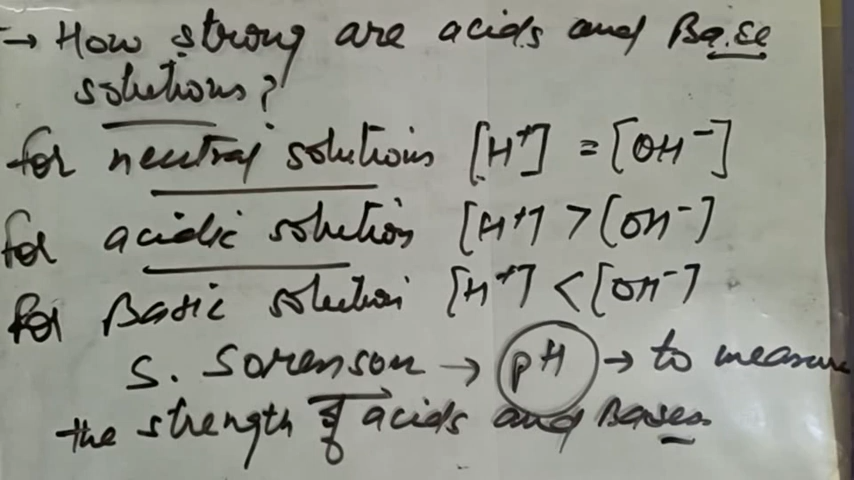 → How strong are acids and Base
solutions?
for neutral solutions [H⁺] = [OH⁻]
for acidic solution [H⁺] > [OH⁻]
for Basic solution [H⁺] < [OH⁻]
S. Sorenson → pH → to measure
the strength of acids and Bases